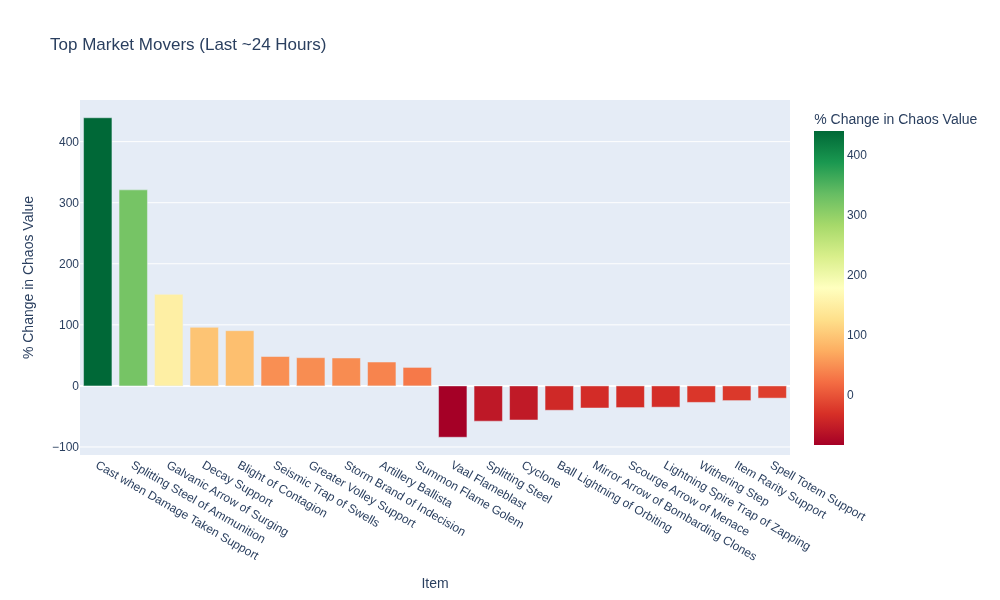 Top Market Movers (Last ~24 Hours)
% Change in Chaos Value
400
300
200
100
0
−100
% Change in Chaos Value
400
300
200
100
0
Cast when Damage Taken Support
Splitting Steel of Ammunition
Galvanic Arrow of Surging
Decay Support
Blight of Contagion
Seismic Trap of Swells
Greater Volley Support
Storm Brand of Indecision
Artillery Ballista
Summon Flame Golem
Vaal Flameblast
Splitting Steel
Cyclone
Ball Lightning of Orbiting
Mirror Arrow of Bombarding Clones
Scourge Arrow of Menace
Lightning Spire Trap of Zapping
Withering Step
Item Rarity Support
Spell Totem Support
Item